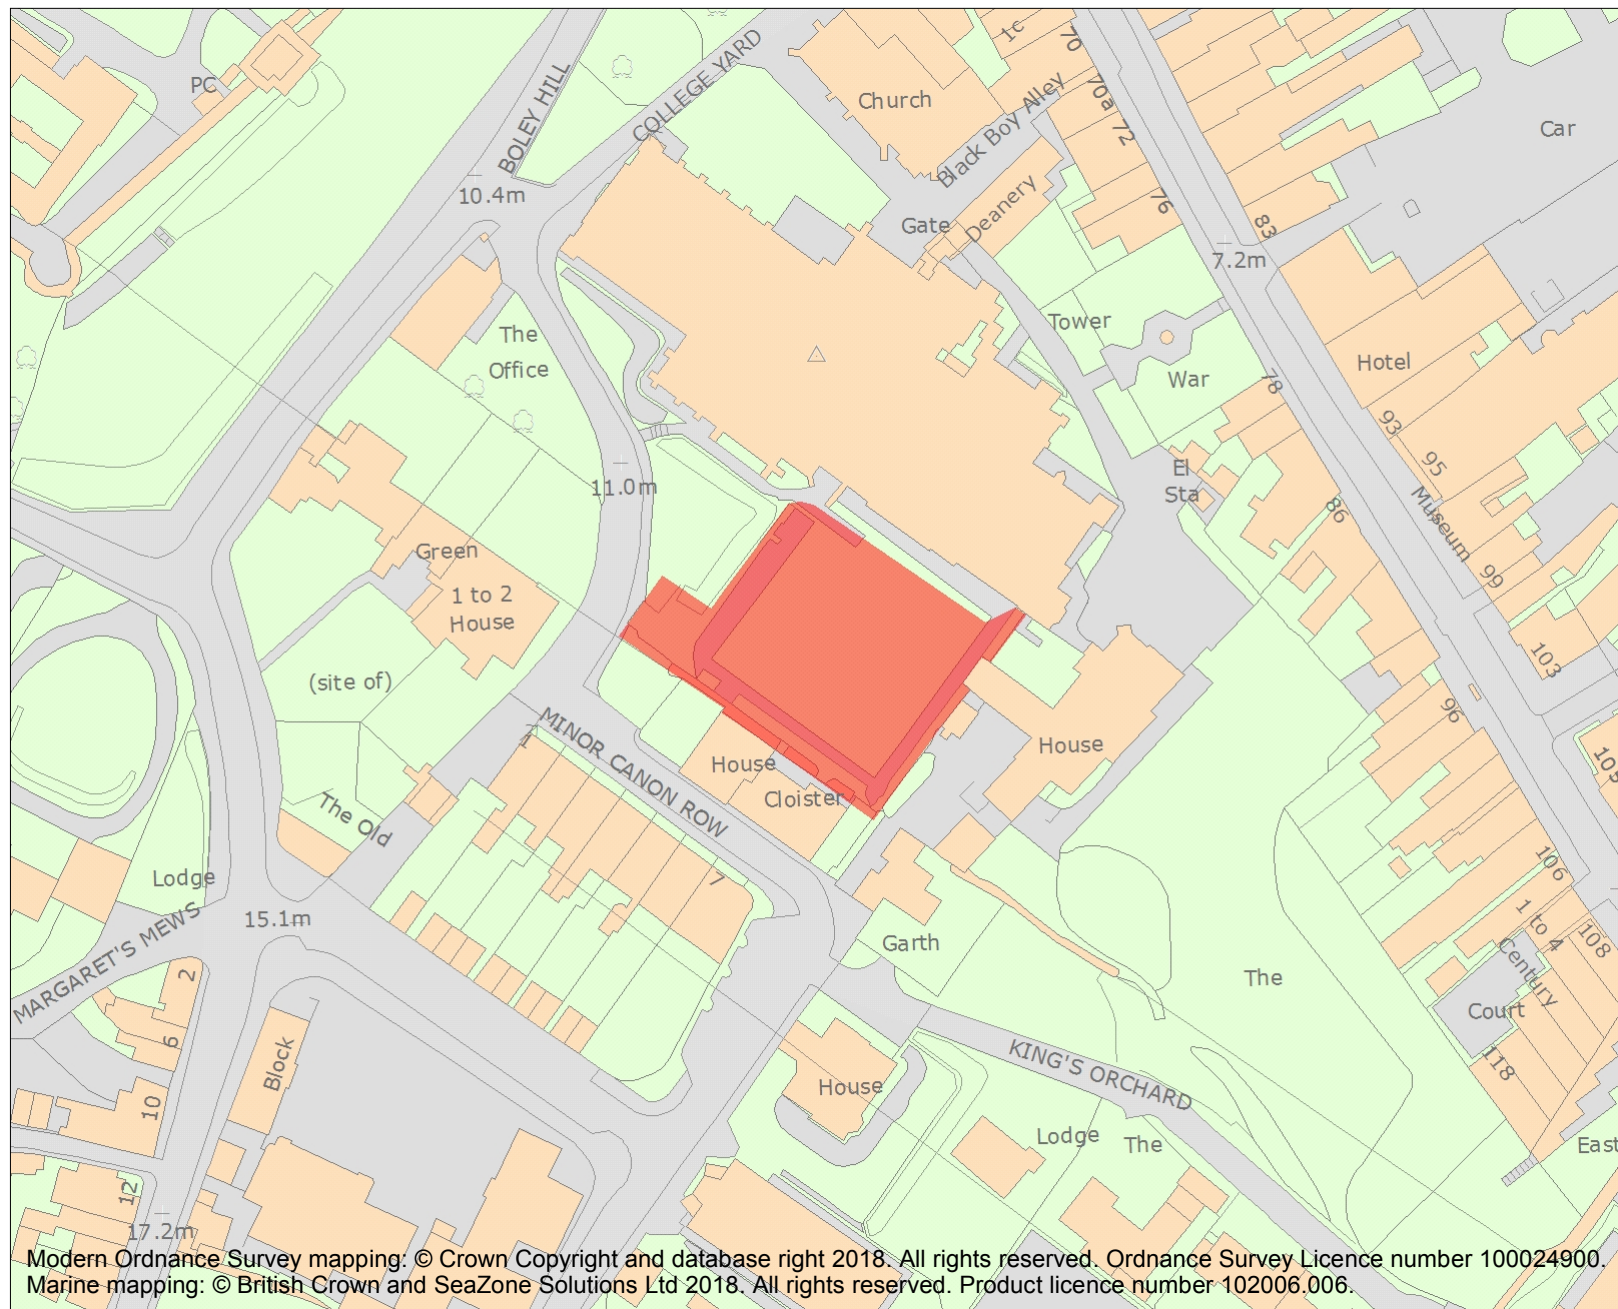 1c
70
PC
BOLEY HILL
COLLEGE YARD
Church
Black Boy Alley
70a
72
Car
10.4m
Gate
Deanery
76
83
7.2m
The
Office
Tower
War
Hotel
78
93
95
El
Sta
11.0m
86
Museum
99
Green
1 to 2
House
(site of)
103
96
MINOR CANON ROW
1
House
Cloister
House
105
The Old
Lodge
7
106
15.1m
MARGARET'S MEWS
Garth
The
1 to 4
Century
Court
108
118
2
6
10
12
Block
House
KING'S ORCHARD
Lodge
The
East
17.2m
Modern Ordnance Survey mapping: © Crown Copyright and database right 2018. All rights reserved. Ordnance Survey Licence number 100024900.
Marine mapping: © British Crown and SeaZone Solutions Ltd 2018. All rights reserved. Product licence number 102006.006.